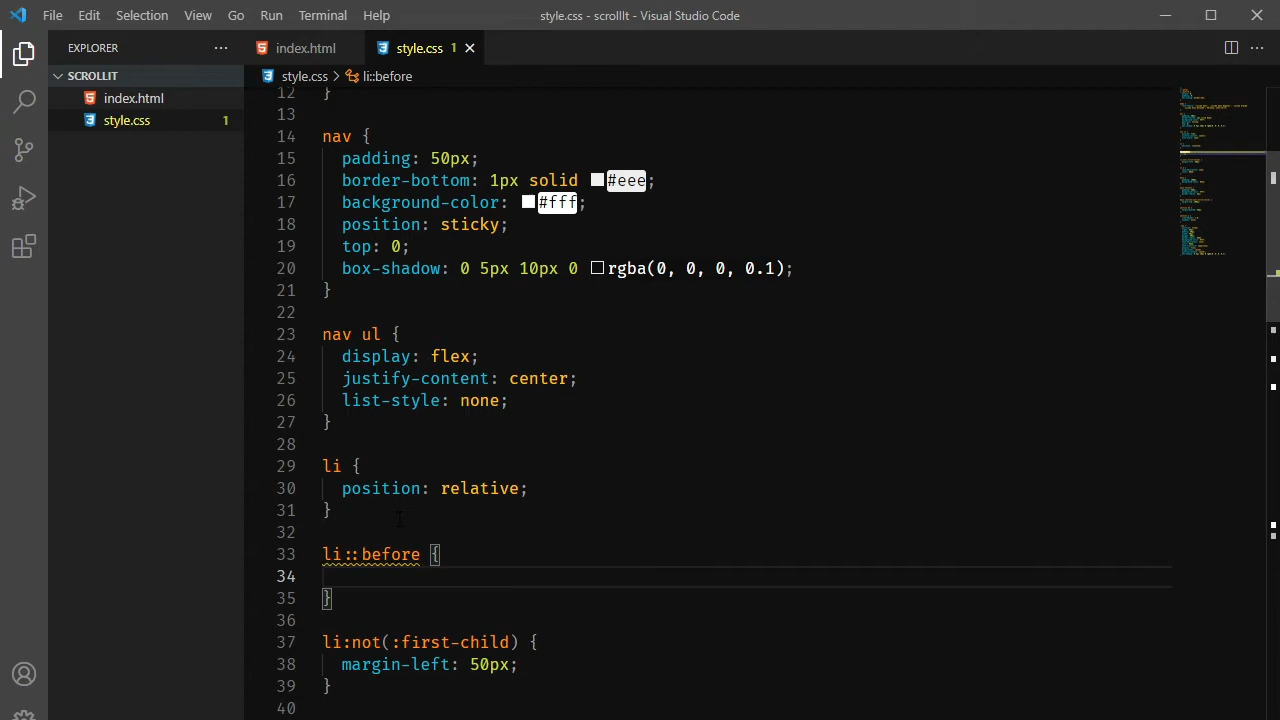 File Edit Selection View Go Run Terminal Help
style.css - scrollIt - Visual Studio Code
EXPLORER
index.html
style.css 1
SCROLLIT
style.css > li::before
index.html
style.css 1
12 }
13
14 nav {
15 padding: 50px;
16 border-bottom: 1px solid #eee;
17 background-color: #fff;
18 position: sticky;
19 top: 0;
20 box-shadow: 0 5px 10px 0 rgba(0, 0, 0, 0.1);
21 }
22
23 nav ul {
24 display: flex;
25 justify-content: center;
26 list-style: none;
27 }
28
29 li {
30 position: relative;
31 }
32
33 li::before {
34
35 }
36
37 li:not(:first-child) {
38 margin-left: 50px;
39 }
40